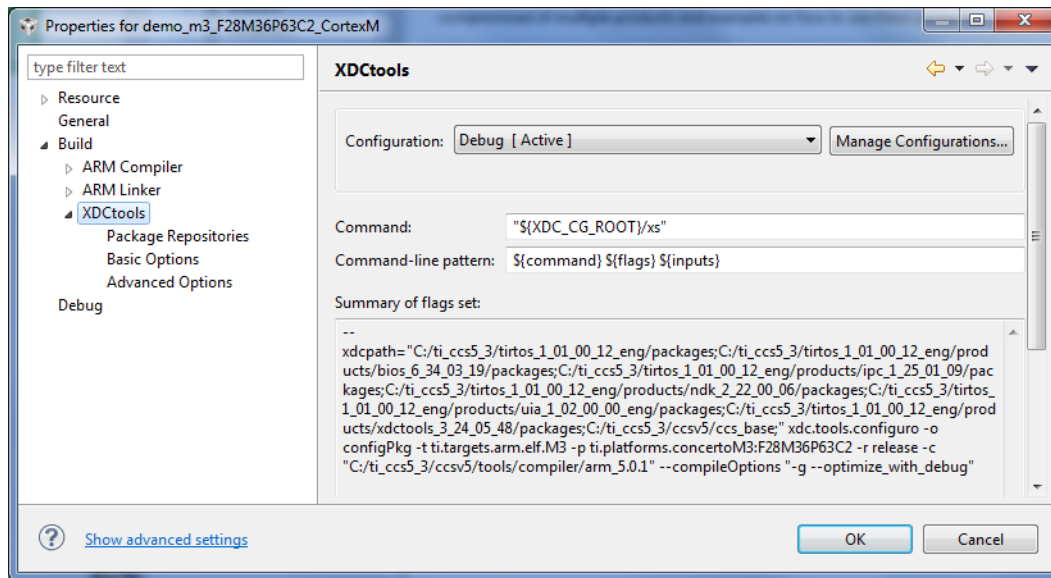 Properties for demo_m3_F28M36P63C2_CortexM
type filter text
Resource
General
Build
ARM Compiler
ARM Linker
XDCtools
Package Repositories
Basic Options
Advanced Options
Debug
XDCtools
Configuration: Debug [ Active ] Manage Configurations...
Command: "${XDC_CG_ROOT}/xs"
Command-line pattern: ${command} ${flags} ${inputs}
Summary of flags set:
--
xdcpath="C:/ti_ccs5_3/tirtos_1_01_00_12_eng/packages;C:/ti_ccs5_3/tirtos_1_01_00_12_eng/prod
ucts/bios_6_34_03_19/packages;C:/ti_ccs5_3/tirtos_1_01_00_12_eng/products/ipc_1_25_01_09/pac
kages;C:/ti_ccs5_3/tirtos_1_01_00_12_eng/products/ndk_2_22_00_06/packages;C:/ti_ccs5_3/tirtos_
1_01_00_12_eng/products/uia_1_02_00_00_eng/packages;C:/ti_ccs5_3/tirtos_1_01_00_12_eng/prod
ucts/xdctools_3_24_05_48/packages;C:/ti_ccs5_3/ccsv5/ccs_base;" xdc.tools.configuro -o
configPkg -t ti.targets.arm.elf.M3 -p ti.platforms.concertoM3:F28M36P63C2 -r release -c
"C:/ti_ccs5_3/ccsv5/tools/compiler/arm_5.0.1" --compileOptions "-g --optimize_with_debug"
Show advanced settings
OK
Cancel